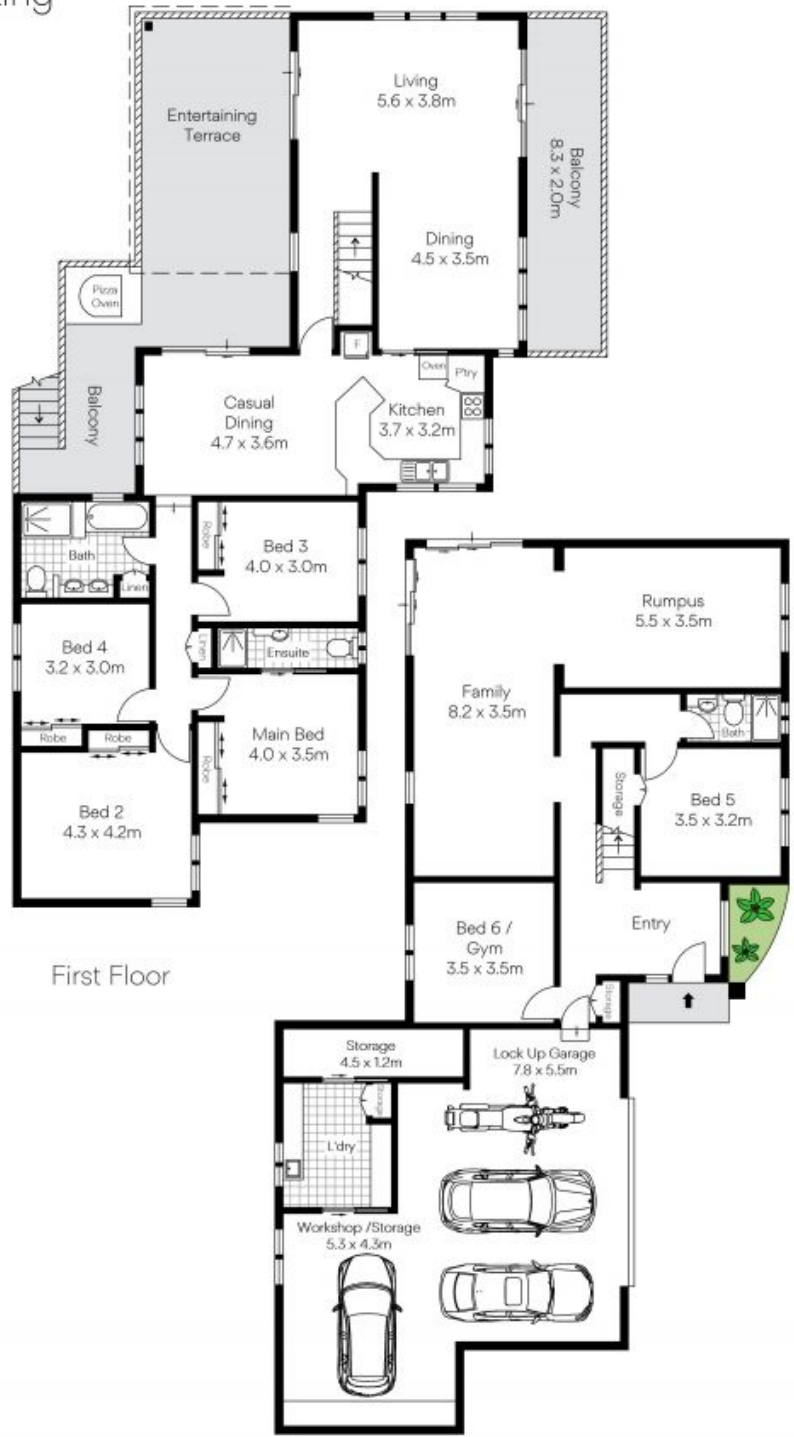 Living
5.6 x 3.8m
Entertaining
Terrace
Balcony
8.3 x 2.0m
Dining
4.5 x 3.5m
Pizza
Oven
F
Oven
P'try
Balcony
Casual
Dining
4.7 x 3.6m
Kitchen
3.7 x 3.2m
Bath
Linen
Robe
Bed 3
4.0 x 3.0m
Bed 4
3.2 x 3.0m
Linen
Ensuite
Robe
Robe
Robe
Main Bed
4.0 x 3.5m
Bed 2
4.3 x 4.2m
First Floor
Rumpus
5.5 x 3.5m
Family
8.2 x 3.5m
Bath
Storage
Bed 5
3.5 x 3.2m
Bed 6 /
Gym
3.5 x 3.5m
Entry
Storage
Storage
4.5 x 1.2m
Lock Up Garage
7.8 x 5.5m
Storage
L'dry
Workshop /Storage
5.3 x 4.3m